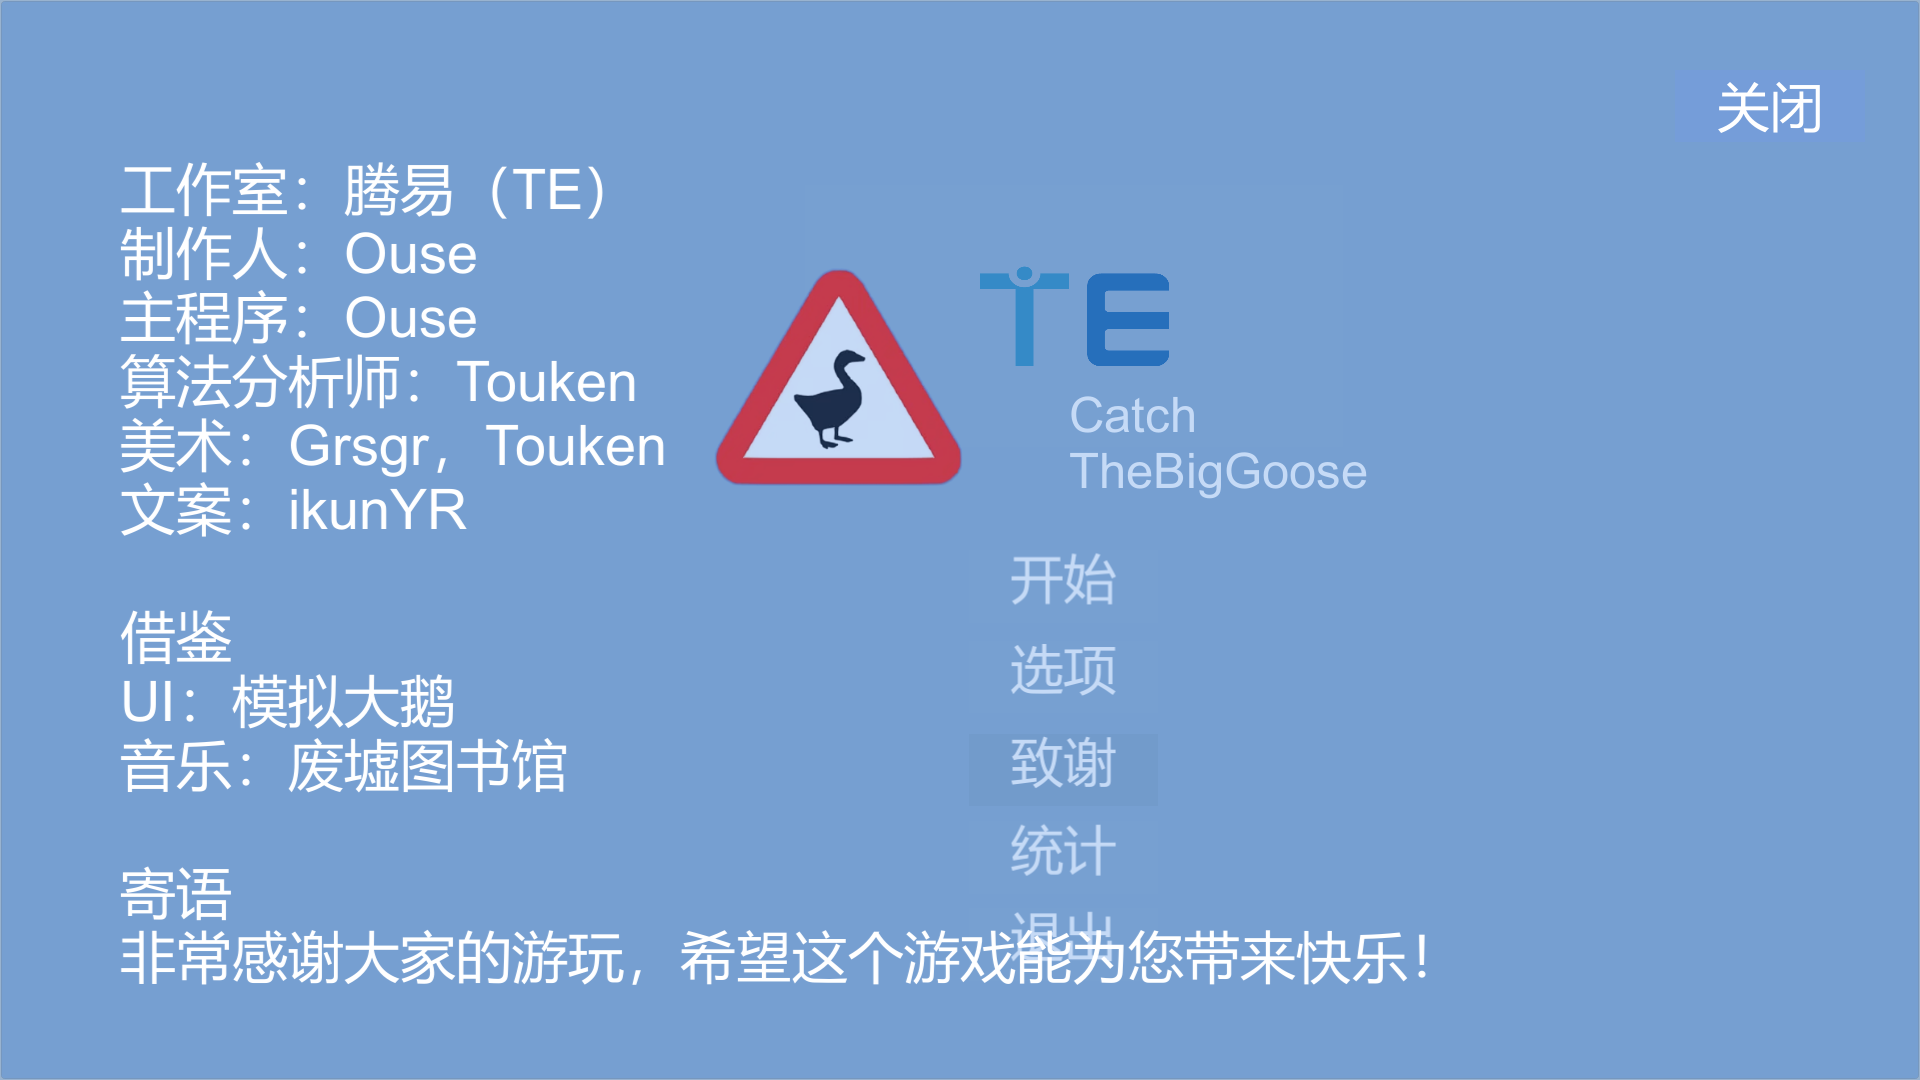 关闭
工作室：腾易（TE）
制作人：Ouse
主程序：Ouse
算法分析师：Touken
美术：Grsgr，Touken
文案：ikunYR
借鉴
UI：模拟大鹅
音乐：废墟图书馆
寄语
非常感谢大家的游玩，希望这个游戏能为您带来快乐！
TE
Catch
TheBigGoose
开始
选项
致谢
统计
退出